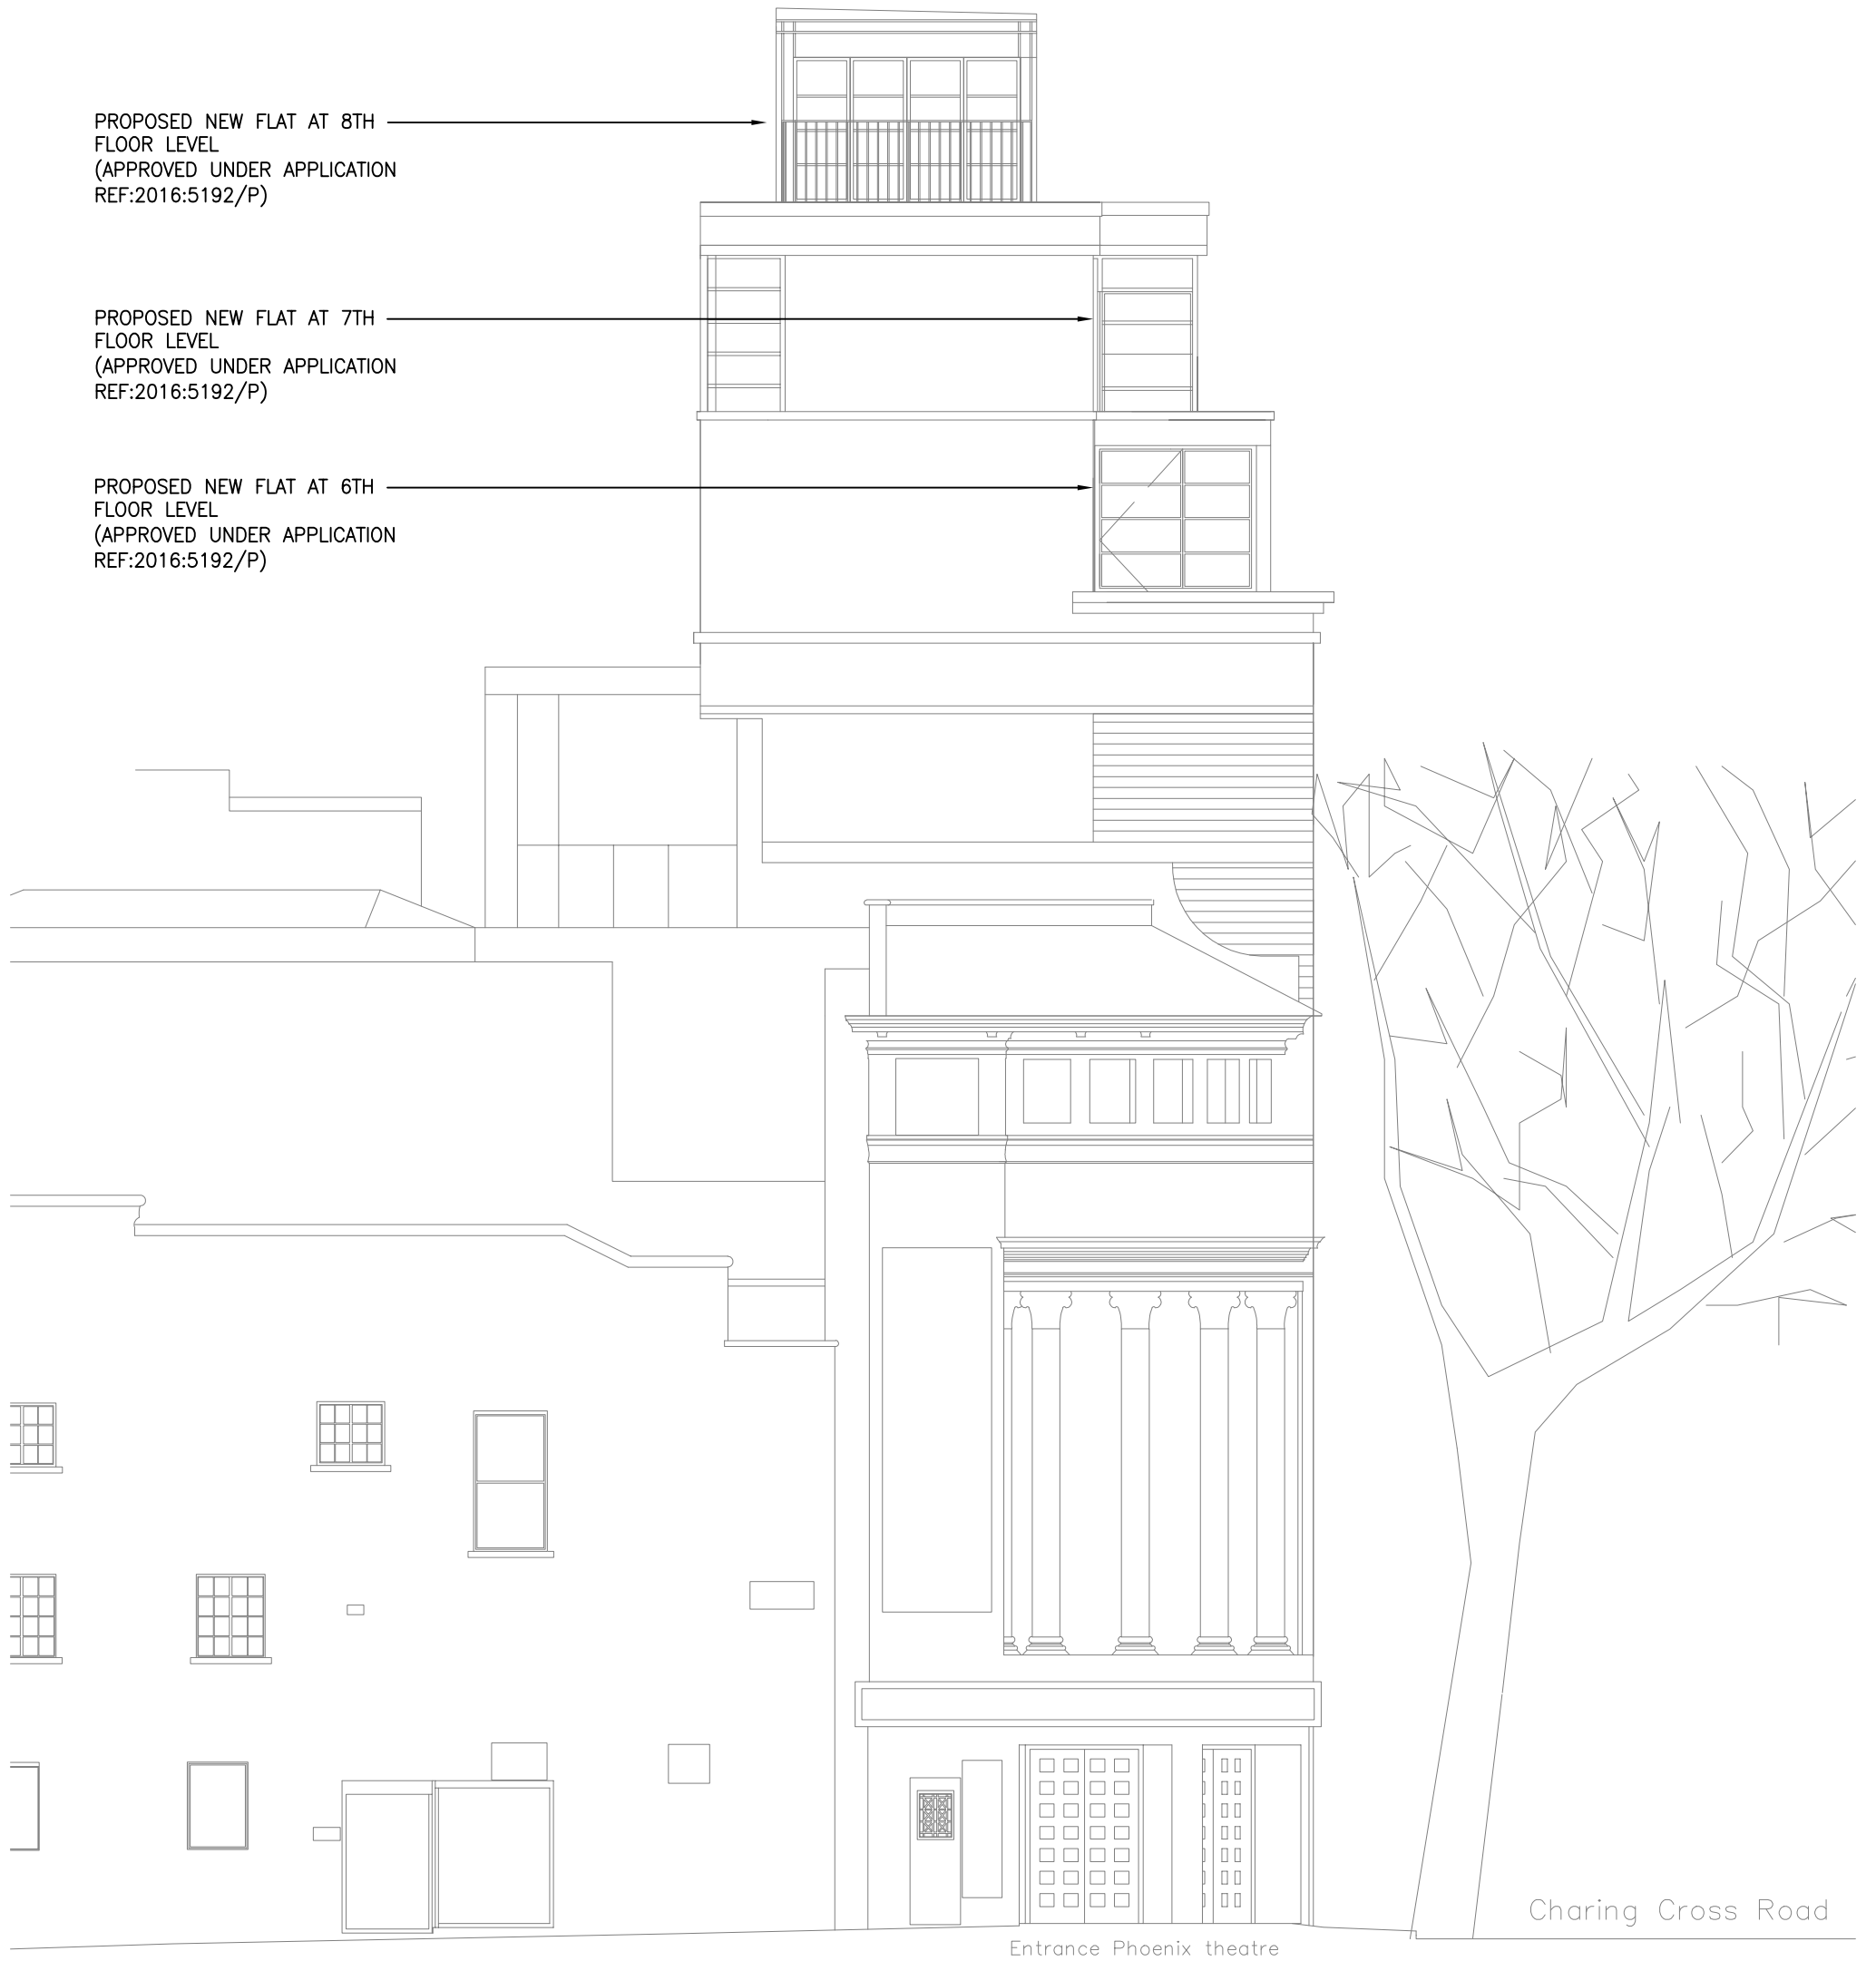 PROPOSED NEW FLAT AT 8TH
FLOOR LEVEL
(APPROVED UNDER APPLICATION
REF:2016:5192/P)
PROPOSED NEW FLAT AT 7TH
FLOOR LEVEL
(APPROVED UNDER APPLICATION
REF:2016:5192/P)
PROPOSED NEW FLAT AT 6TH
FLOOR LEVEL
(APPROVED UNDER APPLICATION
REF:2016:5192/P)
Charing Cross Road
Entrance Phoenix theatre